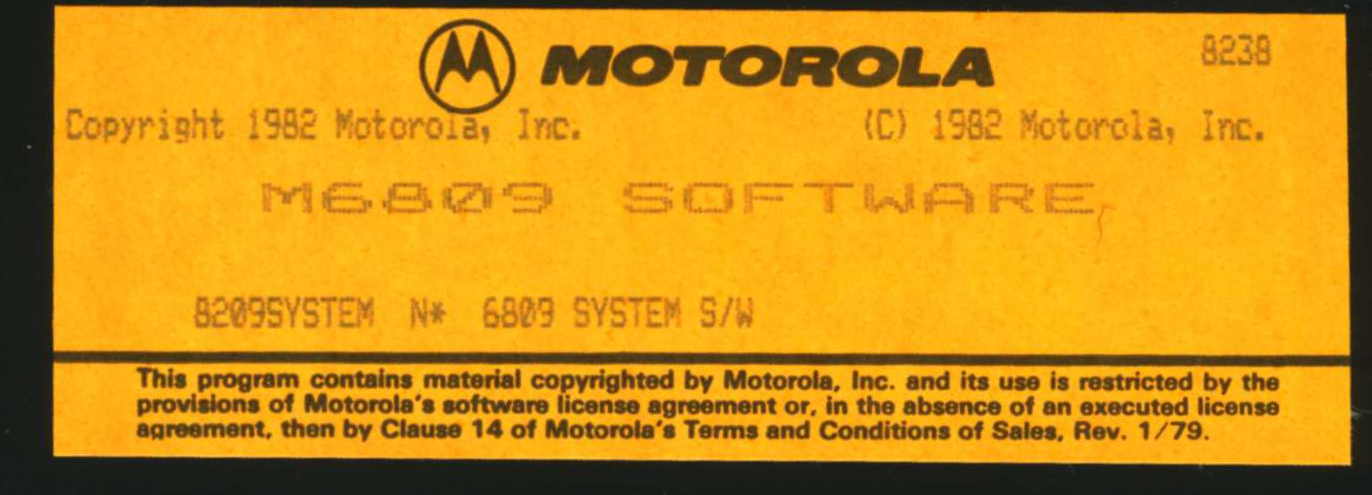 MOTOROLA 8238
Copyright 1982 Motorola, Inc. (C) 1982 Motorola, Inc.
M6809 SOFTWARE
8209SYSTEM N* 6809 SYSTEM S/W
This program contains material copyrighted by Motorola, Inc. and its use is restricted by the
provisions of Motorola's software license agreement or, in the absence of an executed license
agreement, then by Clause 14 of Motorola's Terms and Conditions of Sales, Rev. 1/79.